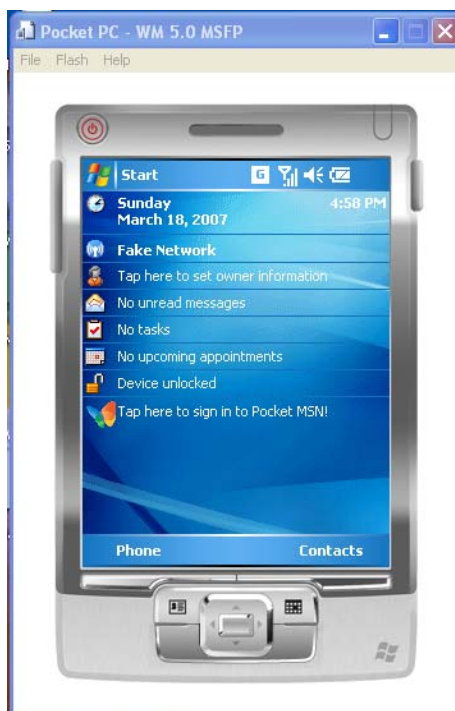 Pocket PC - WM 5.0 MSFP
File Flash Help
Start G
Sunday 4:58 PM
March 18, 2007
Fake Network
Tap here to set owner information
No unread messages
No tasks
No upcoming appointments
Device unlocked
Tap here to sign in to Pocket MSN!
Phone Contacts